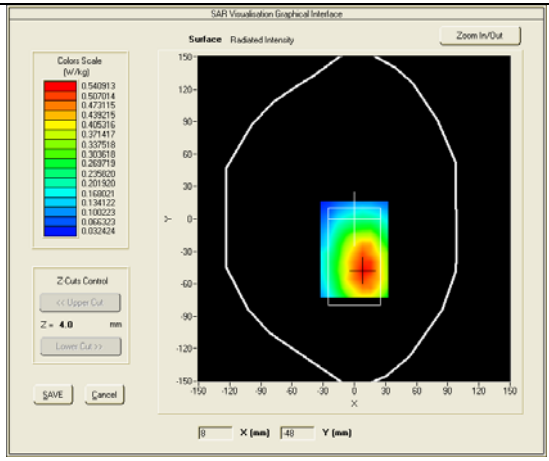 SAR Visualisation Graphical Interface
Surface Radiated Intensity
Zoom In/Out
Colors Scale
(W/kg)
0.540913
0.507014
0.473115
0.439215
0.405316
0.371417
0.337518
0.303618
0.269719
0.235820
0.201920
0.168021
0.134122
0.100223
0.066323
0.032424
150
120
90
60
30
0
-30
-60
-90
-120
-150
Y
-150 -120 -90 -60 -30 0 30 60 90 120 150
X
Z Cuts Control
<< Upper Cut
Z = 4.0 mm
Lower Cut >>
SAVE Cancel
8 X (mm) -48 Y (mm)